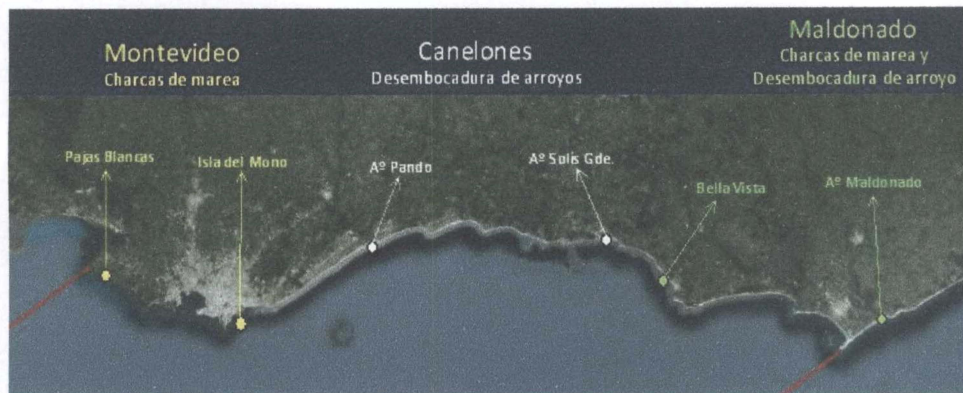 Montevideo
Charcas de marea
Canelones
Desembocadura de arroyos
Maldonado
Charcas de marea y
Desembocadura de arroyo
Pajas Blancas
Isla del Mono
Aº Pando
Aº Solis Gde.
Bella Vista
Aº Maldonado